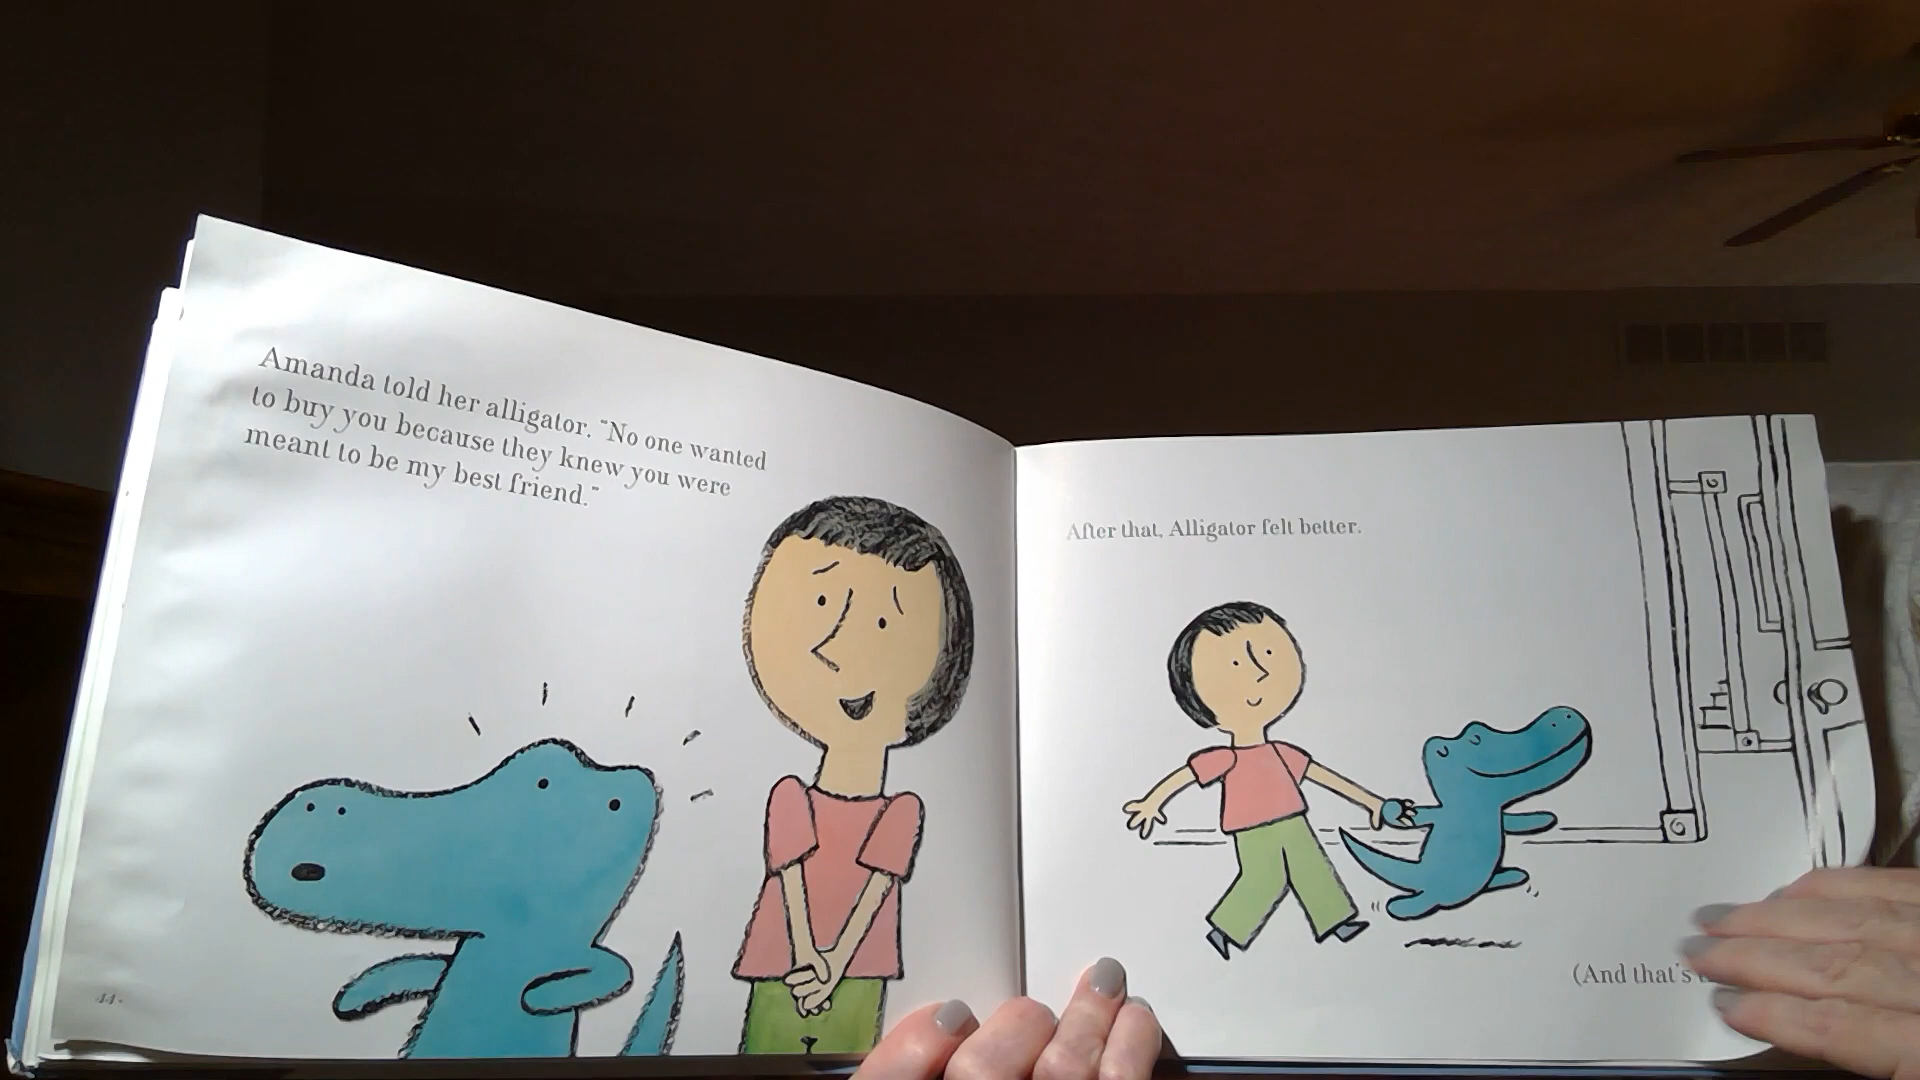 Amanda told her alligator. "No one wanted
to buy you because they knew you were
meant to be my best friend."
44.
After that, Alligator felt better.
(And that's